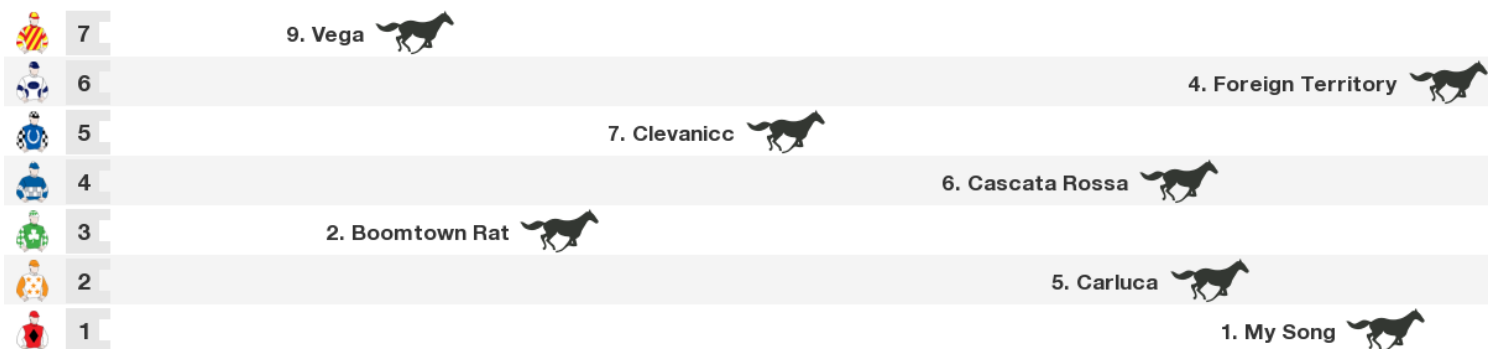 7 9. Vega
6 4. Foreign Territory
5 7. Clevanicc
4 6. Cascata Rossa
3 2. Boomtown Rat
2 5. Carluca
1 1. My Song